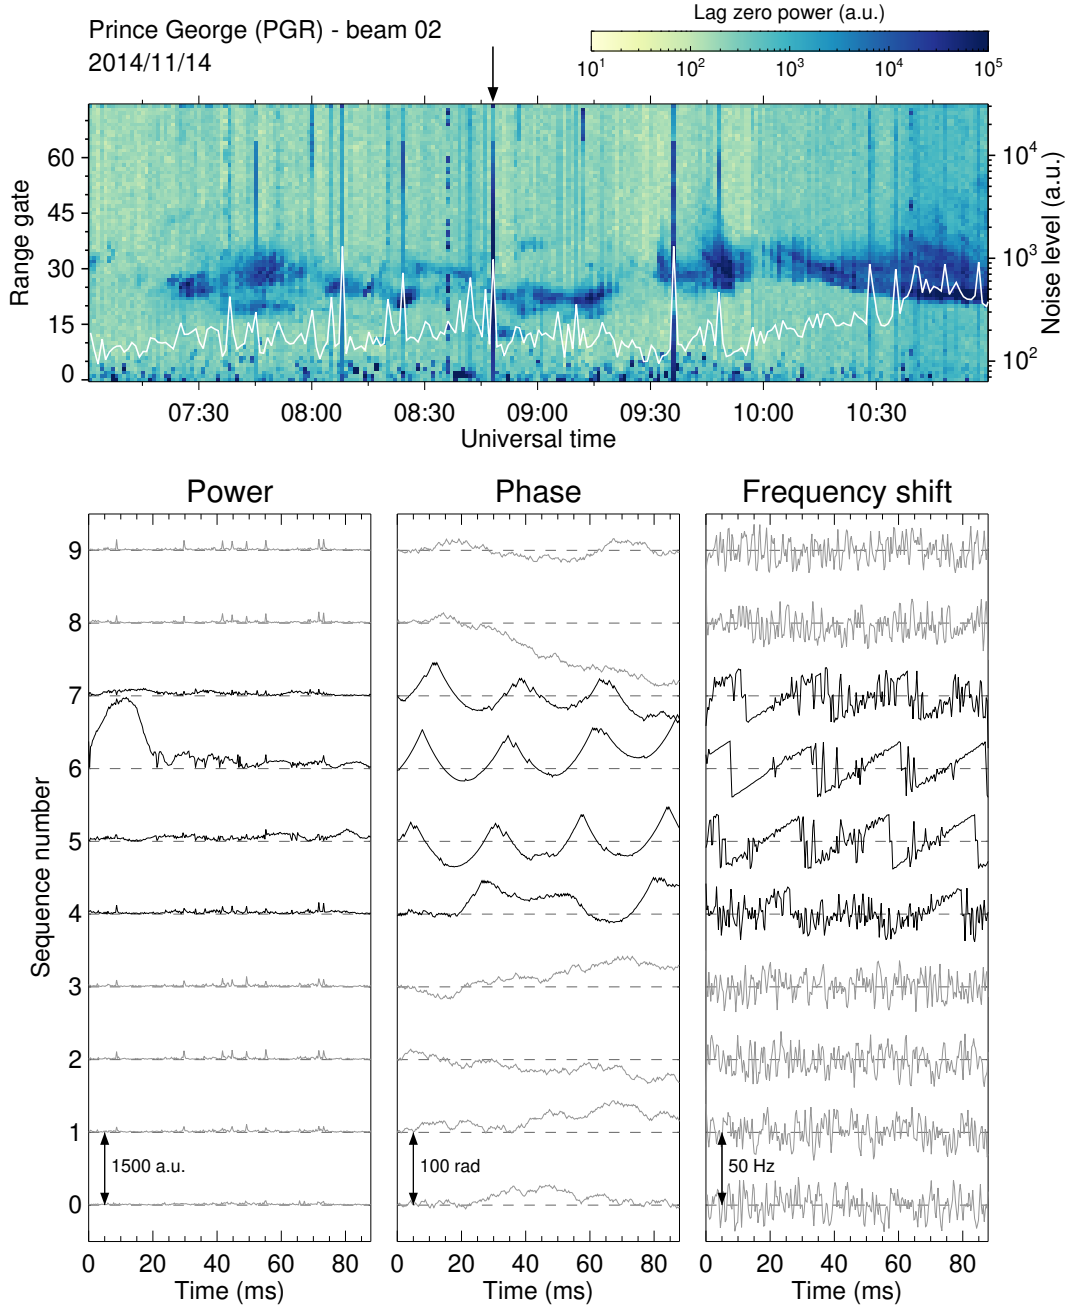 Prince George (PGR) - beam 02
2014/11/14
Lag zero power (a.u.)
10^1 10^2 10^3 10^4 10^5
Range gate
60
45
30
15
0
10^4
10^3
10^2
Noise level (a.u.)
07:30 08:00 08:30 09:00 09:30 10:00 10:30
Universal time
Power Phase Frequency shift
Sequence number
9
8
7
6
5
4
3
2
1
0
1500 a.u. 100 rad 50 Hz
0 20 40 60 80 0 20 40 60 80 0 20 40 60 80
Time (ms) Time (ms) Time (ms)